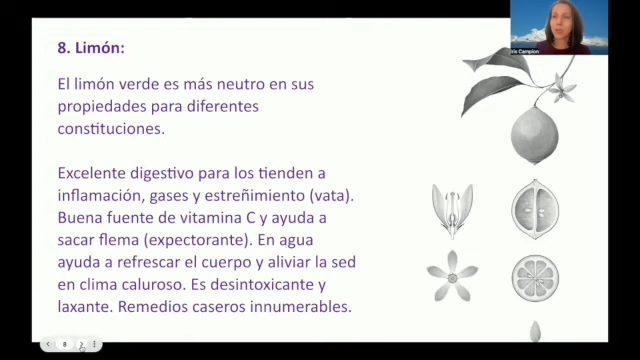 8. Limón:
El limón verde es más neutro en sus
propiedades para diferentes
constituciones.
Excelente digestivo para los tienden a
inflamación, gases y estreñimiento (vata).
Buena fuente de vitamina C y ayuda a
sacar flema (expectorante). En agua
ayuda a refrescar el cuerpo y aliviar la sed
en clima caluroso. Es desintoxicante y
laxante. Remedios caseros innumerables.
Campion
8